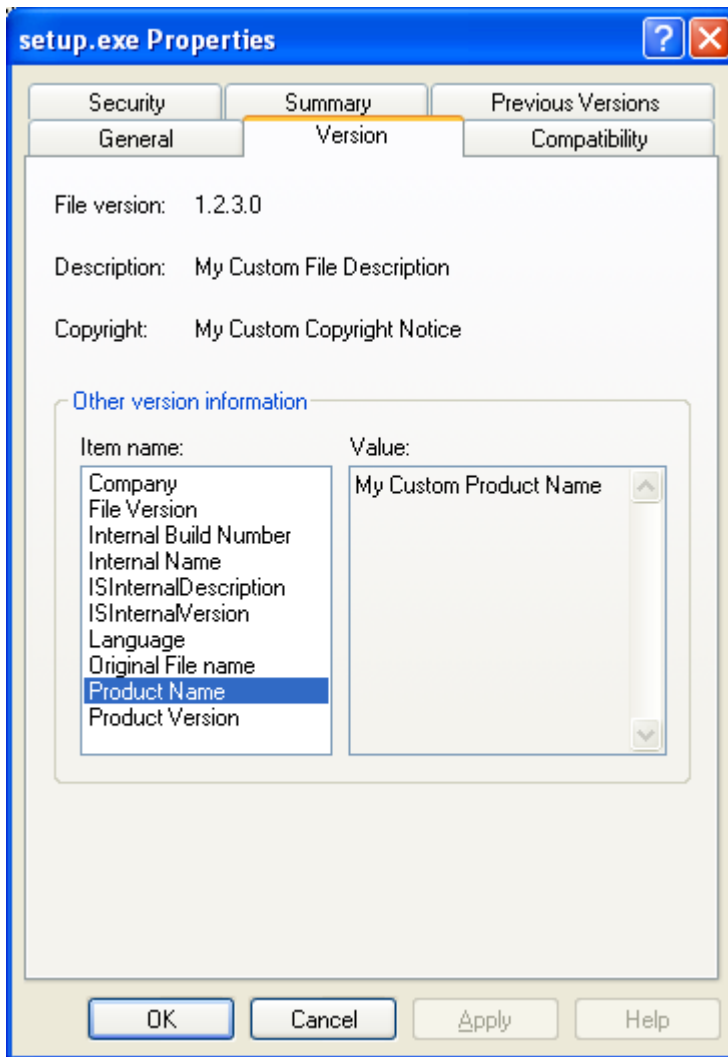 setup.exe Properties
Security Summary Previous Versions
General Version Compatibility
File version: 1.2.3.0
Description: My Custom File Description
Copyright: My Custom Copyright Notice
Other version information
Item name: Value:
Company My Custom Product Name
File Version
Internal Build Number
Internal Name
ISInternalDescription
ISInternalVersion
Language
Original File name
Product Name
Product Version
OK Cancel Apply Help